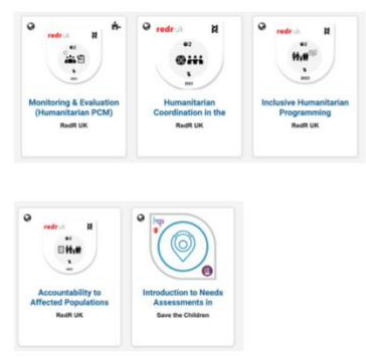 redr uk
redr uk
redr uk
Monitoring & Evaluation
(Humanitarian PCM)
RedR UK
Humanitarian
Coordination in the
RedR UK
Inclusive Humanitarian
Programming
RedR UK
redr uk
Accountability to
Affected Populations
RedR UK
Introduction to Needs
Assessments in
Save the Children